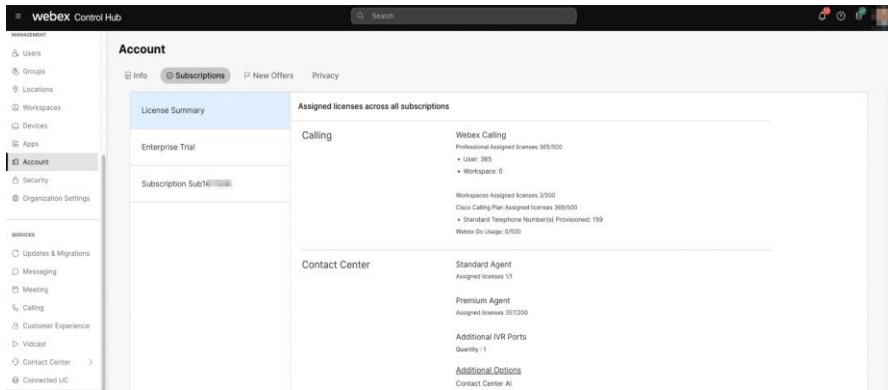 webex Control Hub
Search
MANAGEMENT
Users
Groups
Locations
Workspaces
Devices
Apps
Account
Security
Organization Settings
SERVICES
Updates & Migrations
Messaging
Meeting
Calling
Customer Experience
Vidcast
Contact Center
Connected UC
Account
Info Subscriptions New Offers Privacy
License Summary
Enterprise Trial
Subscription Sub16
Assigned licenses across all subscriptions
Calling
Webex Calling
Professional Assigned licenses 365/500
• User: 365
• Workspace: 0
Workspaces Assigned licenses 3/500
Cisco Calling Plan Assigned licenses 369/500
• Standard Telephone Number(s) Provisioned: 159
Webex Go Usage: 0/500
Contact Center
Standard Agent
Assigned licenses 1/1
Premium Agent
Assigned licenses 357/200
Additional IVR Ports
Quantity : 1
Additional Options
Contact Center AI